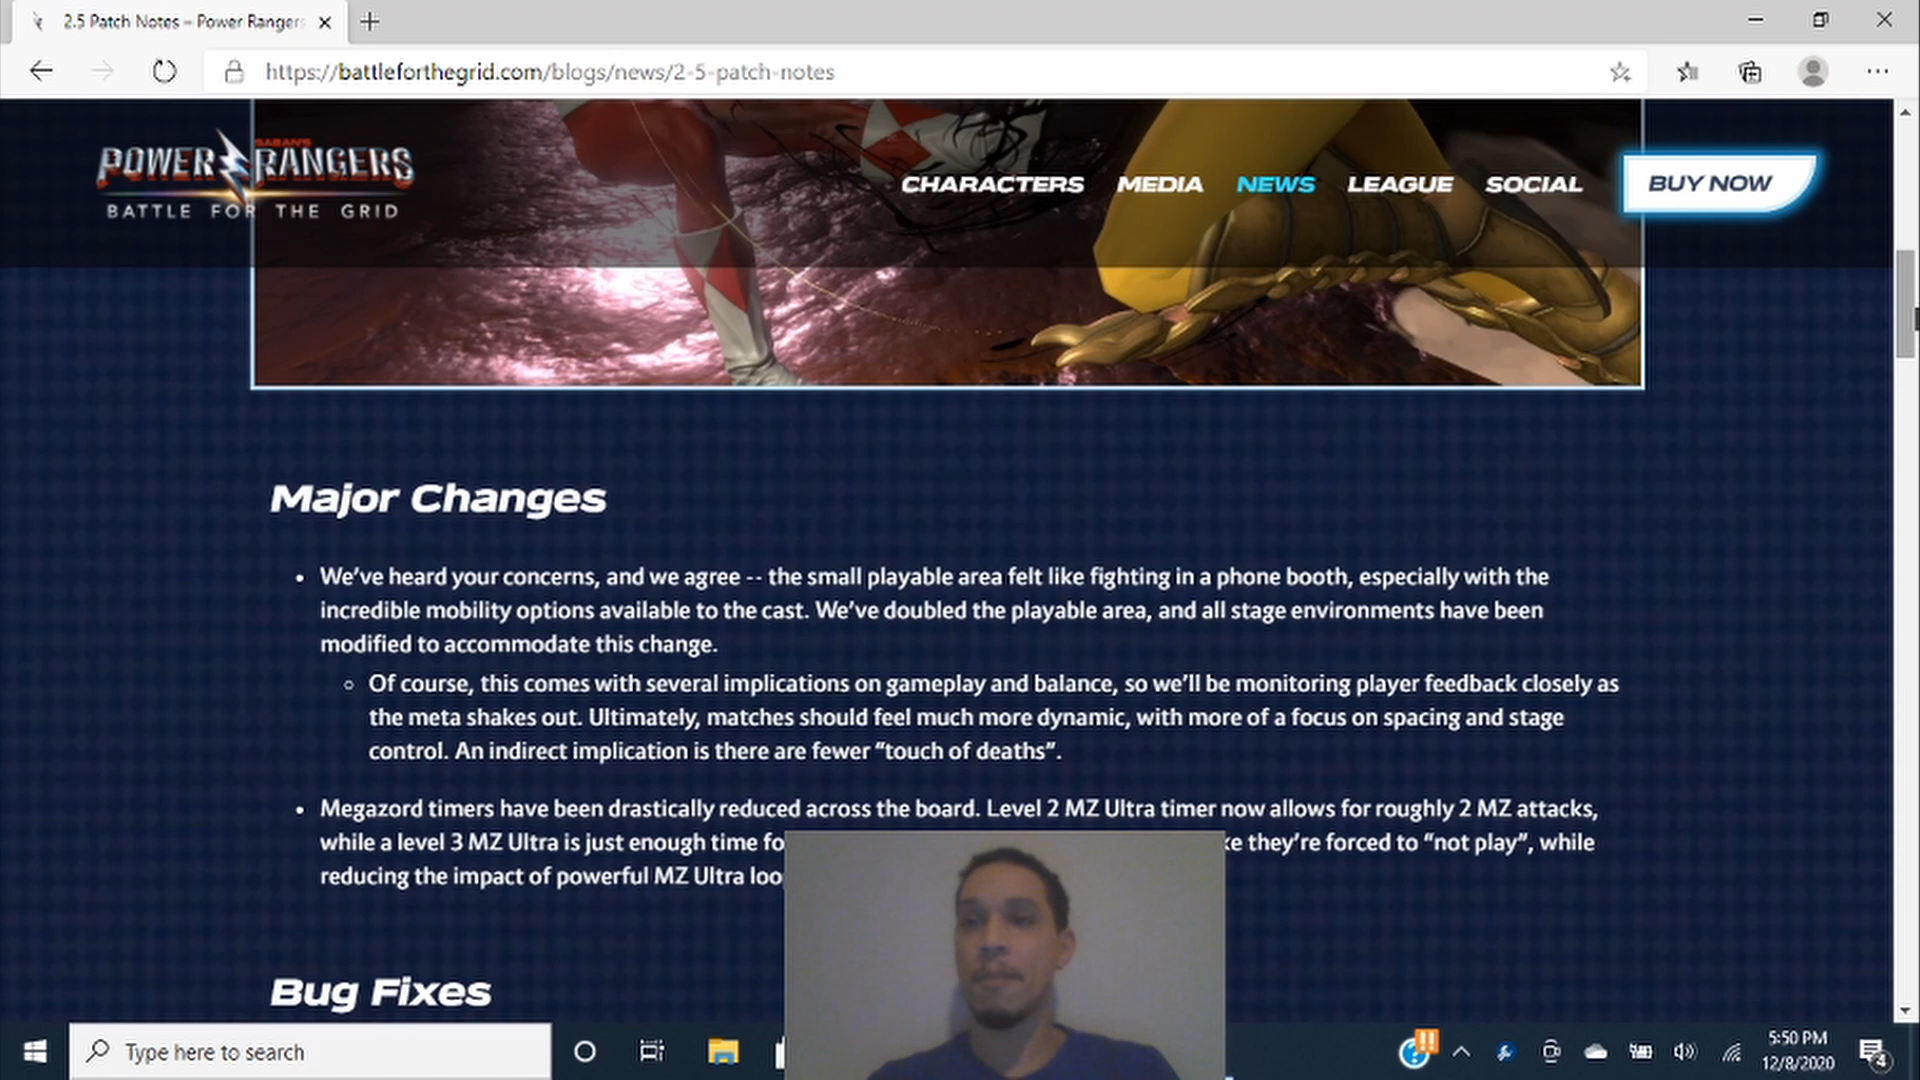 2.5 Patch Notes – Power Rangers
https://battleforthegrid.com/blogs/news/2-5-patch-notes
SABAN'S
POWER RANGERS
BATTLE FOR THE GRID
CHARACTERS MEDIA NEWS LEAGUE SOCIAL BUY NOW
Major Changes
• We've heard your concerns, and we agree -- the small playable area felt like fighting in a phone booth, especially with the
incredible mobility options available to the cast. We've doubled the playable area, and all stage environments have been
modified to accommodate this change.
◦ Of course, this comes with several implications on gameplay and balance, so we'll be monitoring player feedback closely as
the meta shakes out. Ultimately, matches should feel much more dynamic, with more of a focus on spacing and stage
control. An indirect implication is there are fewer “touch of deaths”.
• Megazord timers have been drastically reduced across the board. Level 2 MZ Ultra timer now allows for roughly 2 MZ attacks,
while a level 3 MZ Ultra is just enough time they're forced to “not play”, while
reducing the impact of powerful MZ Ultra
Bug Fixes
Type here to search
5:50 PM
12/8/2020
4